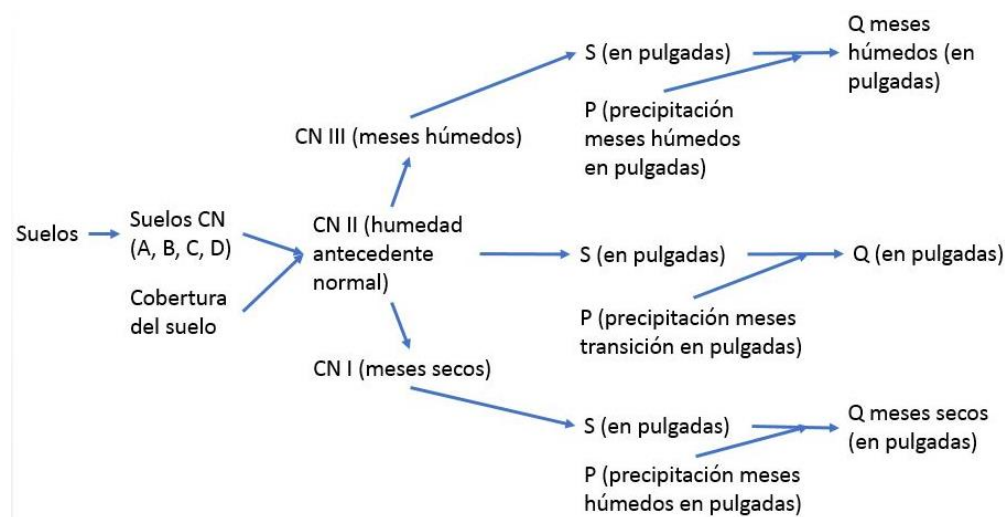 Suelos
Suelos CN
(A, B, C, D)
Cobertura
del suelo
CN III (meses húmedos)
CN II (humedad
antecedente
normal)
CN I (meses secos)
S (en pulgadas)
P (precipitación
meses húmedos
en pulgadas)
Q meses
húmedos (en
pulgadas)
S (en pulgadas)
P (precipitación meses
transición en pulgadas)
Q (en pulgadas)
S (en pulgadas)
P (precipitación meses
húmedos en pulgadas)
Q meses secos
(en pulgadas)